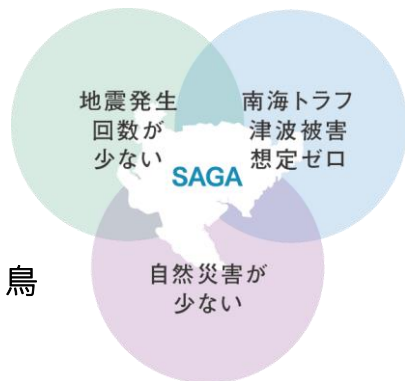 地震発生
回数が
少ない
南海トラフ
津波被害
想定ゼロ
SAGA
自然災害が
少ない
鳥